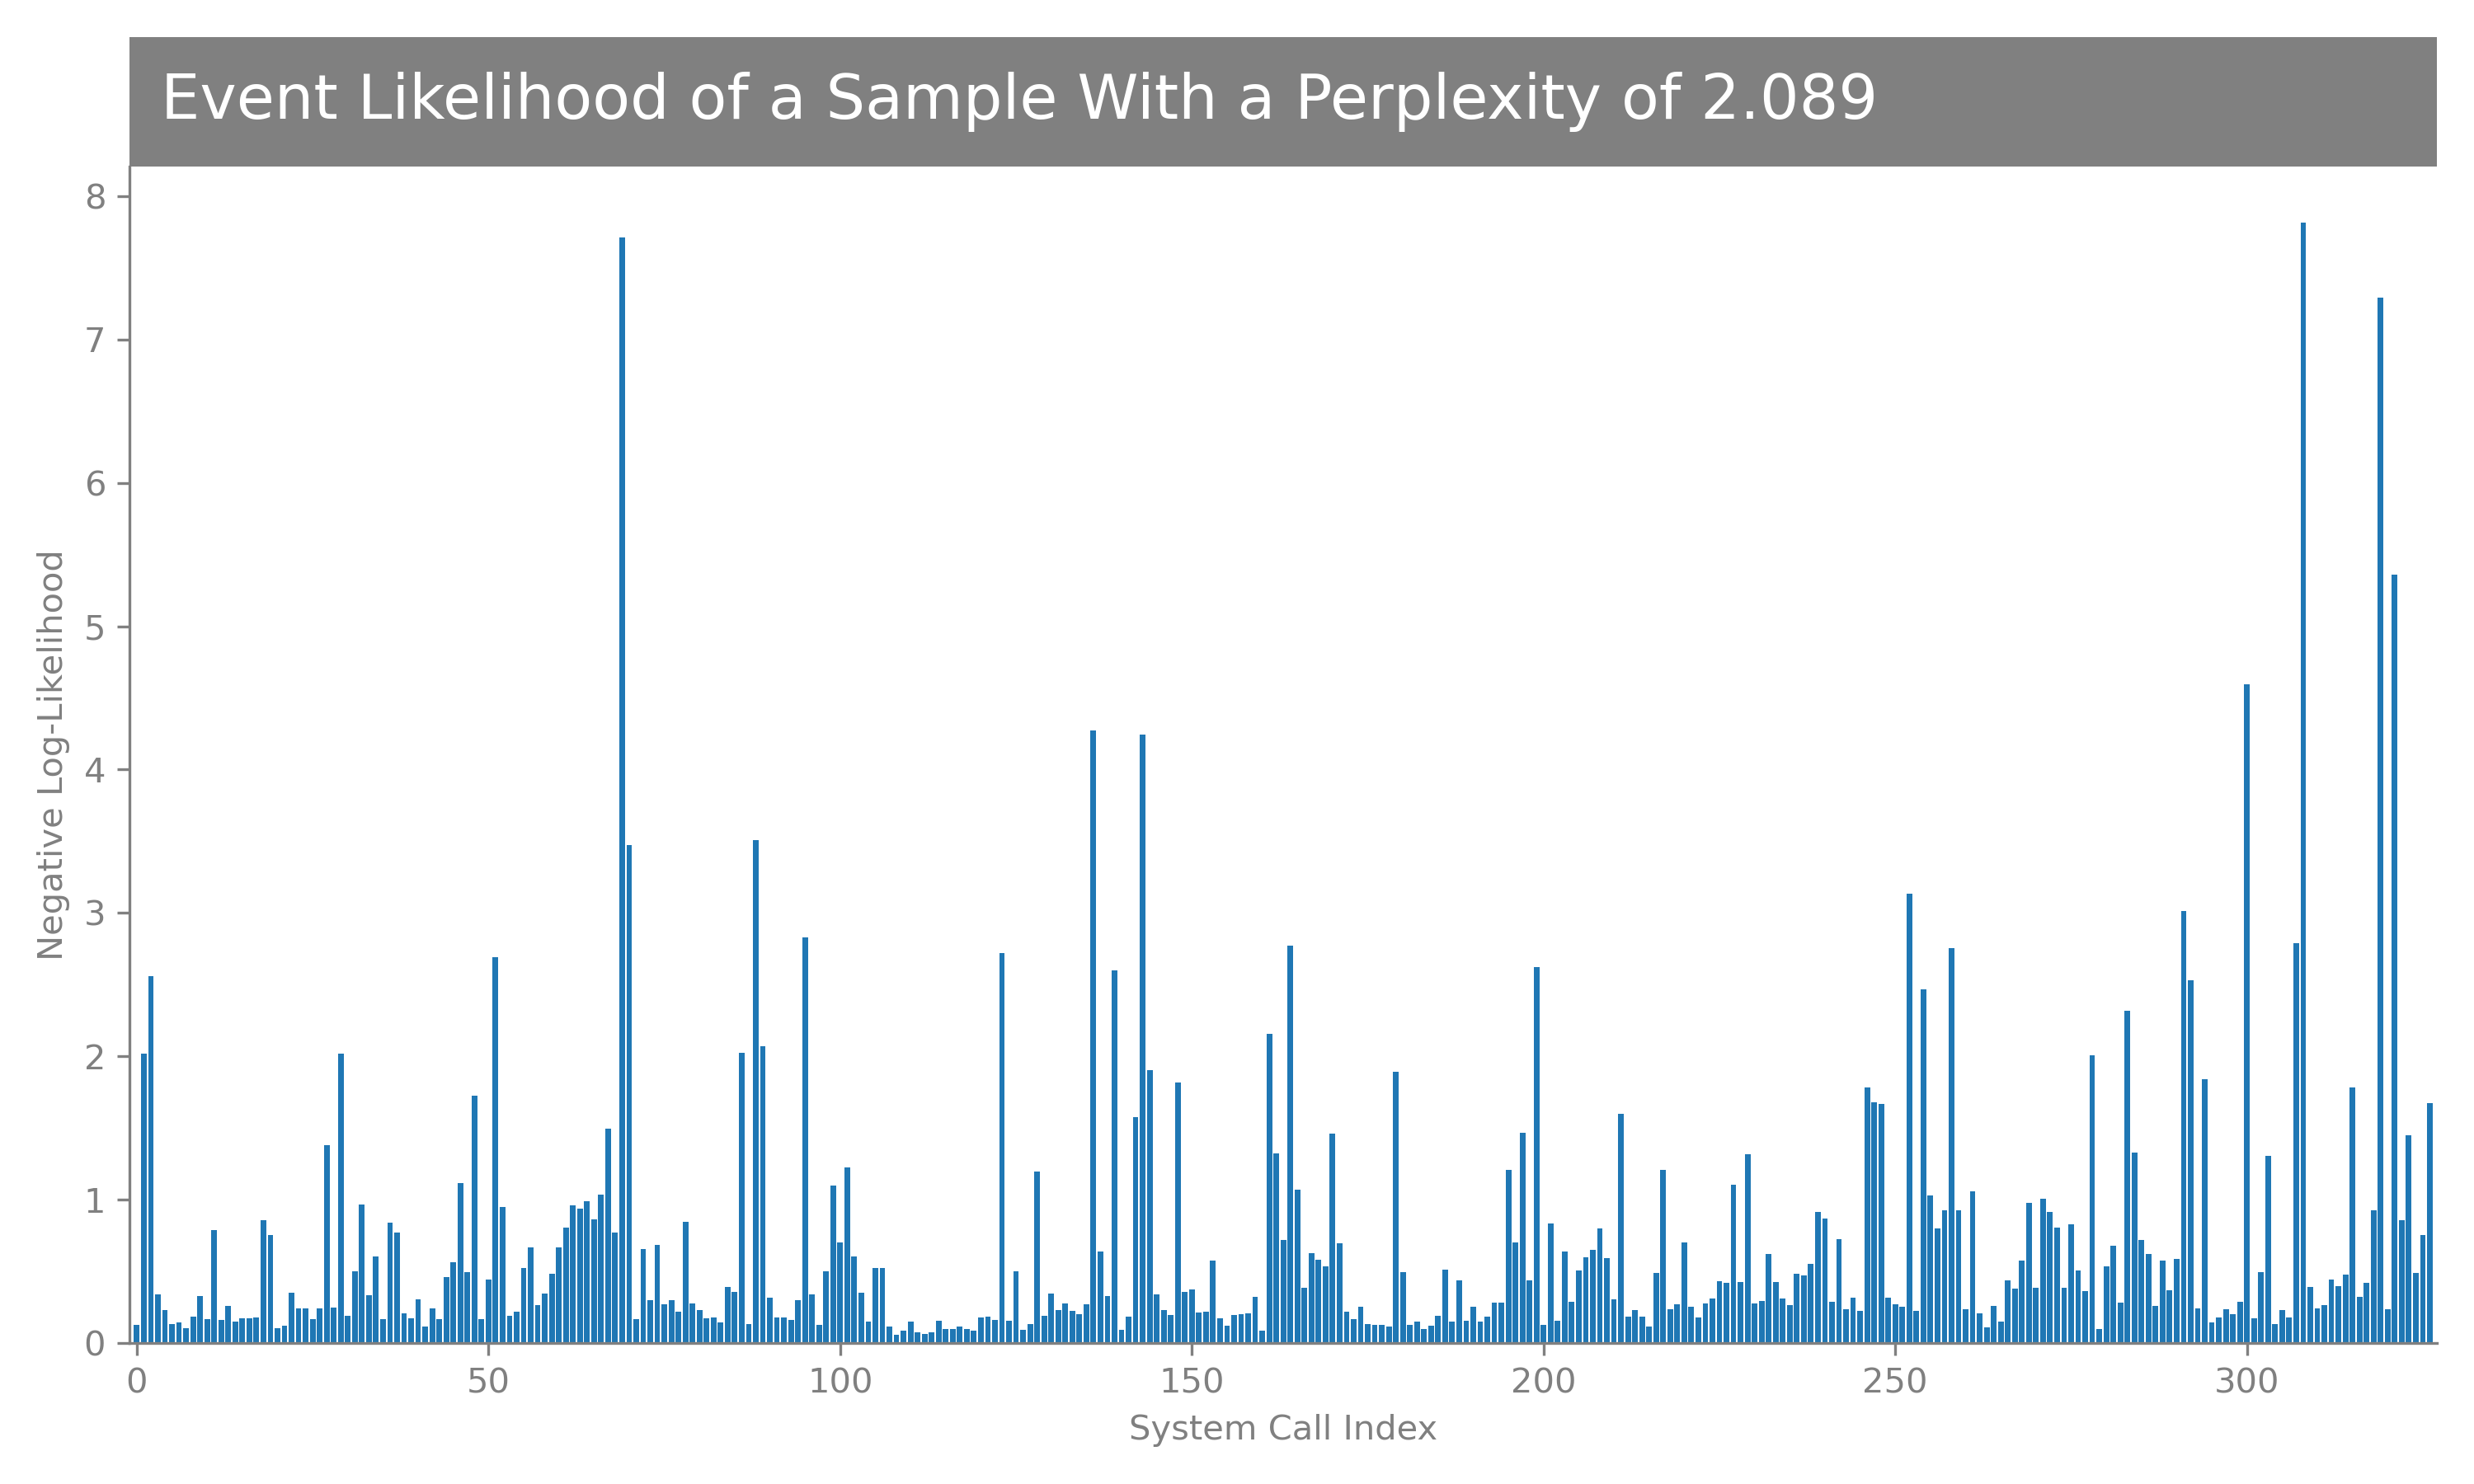 Event Likelihood of a Sample With a Perplexity of 2.089
8
7
6
5
4
3
2
1
0
Negative Log-Likelihood
0 50 100 150 200 250 300
System Call Index